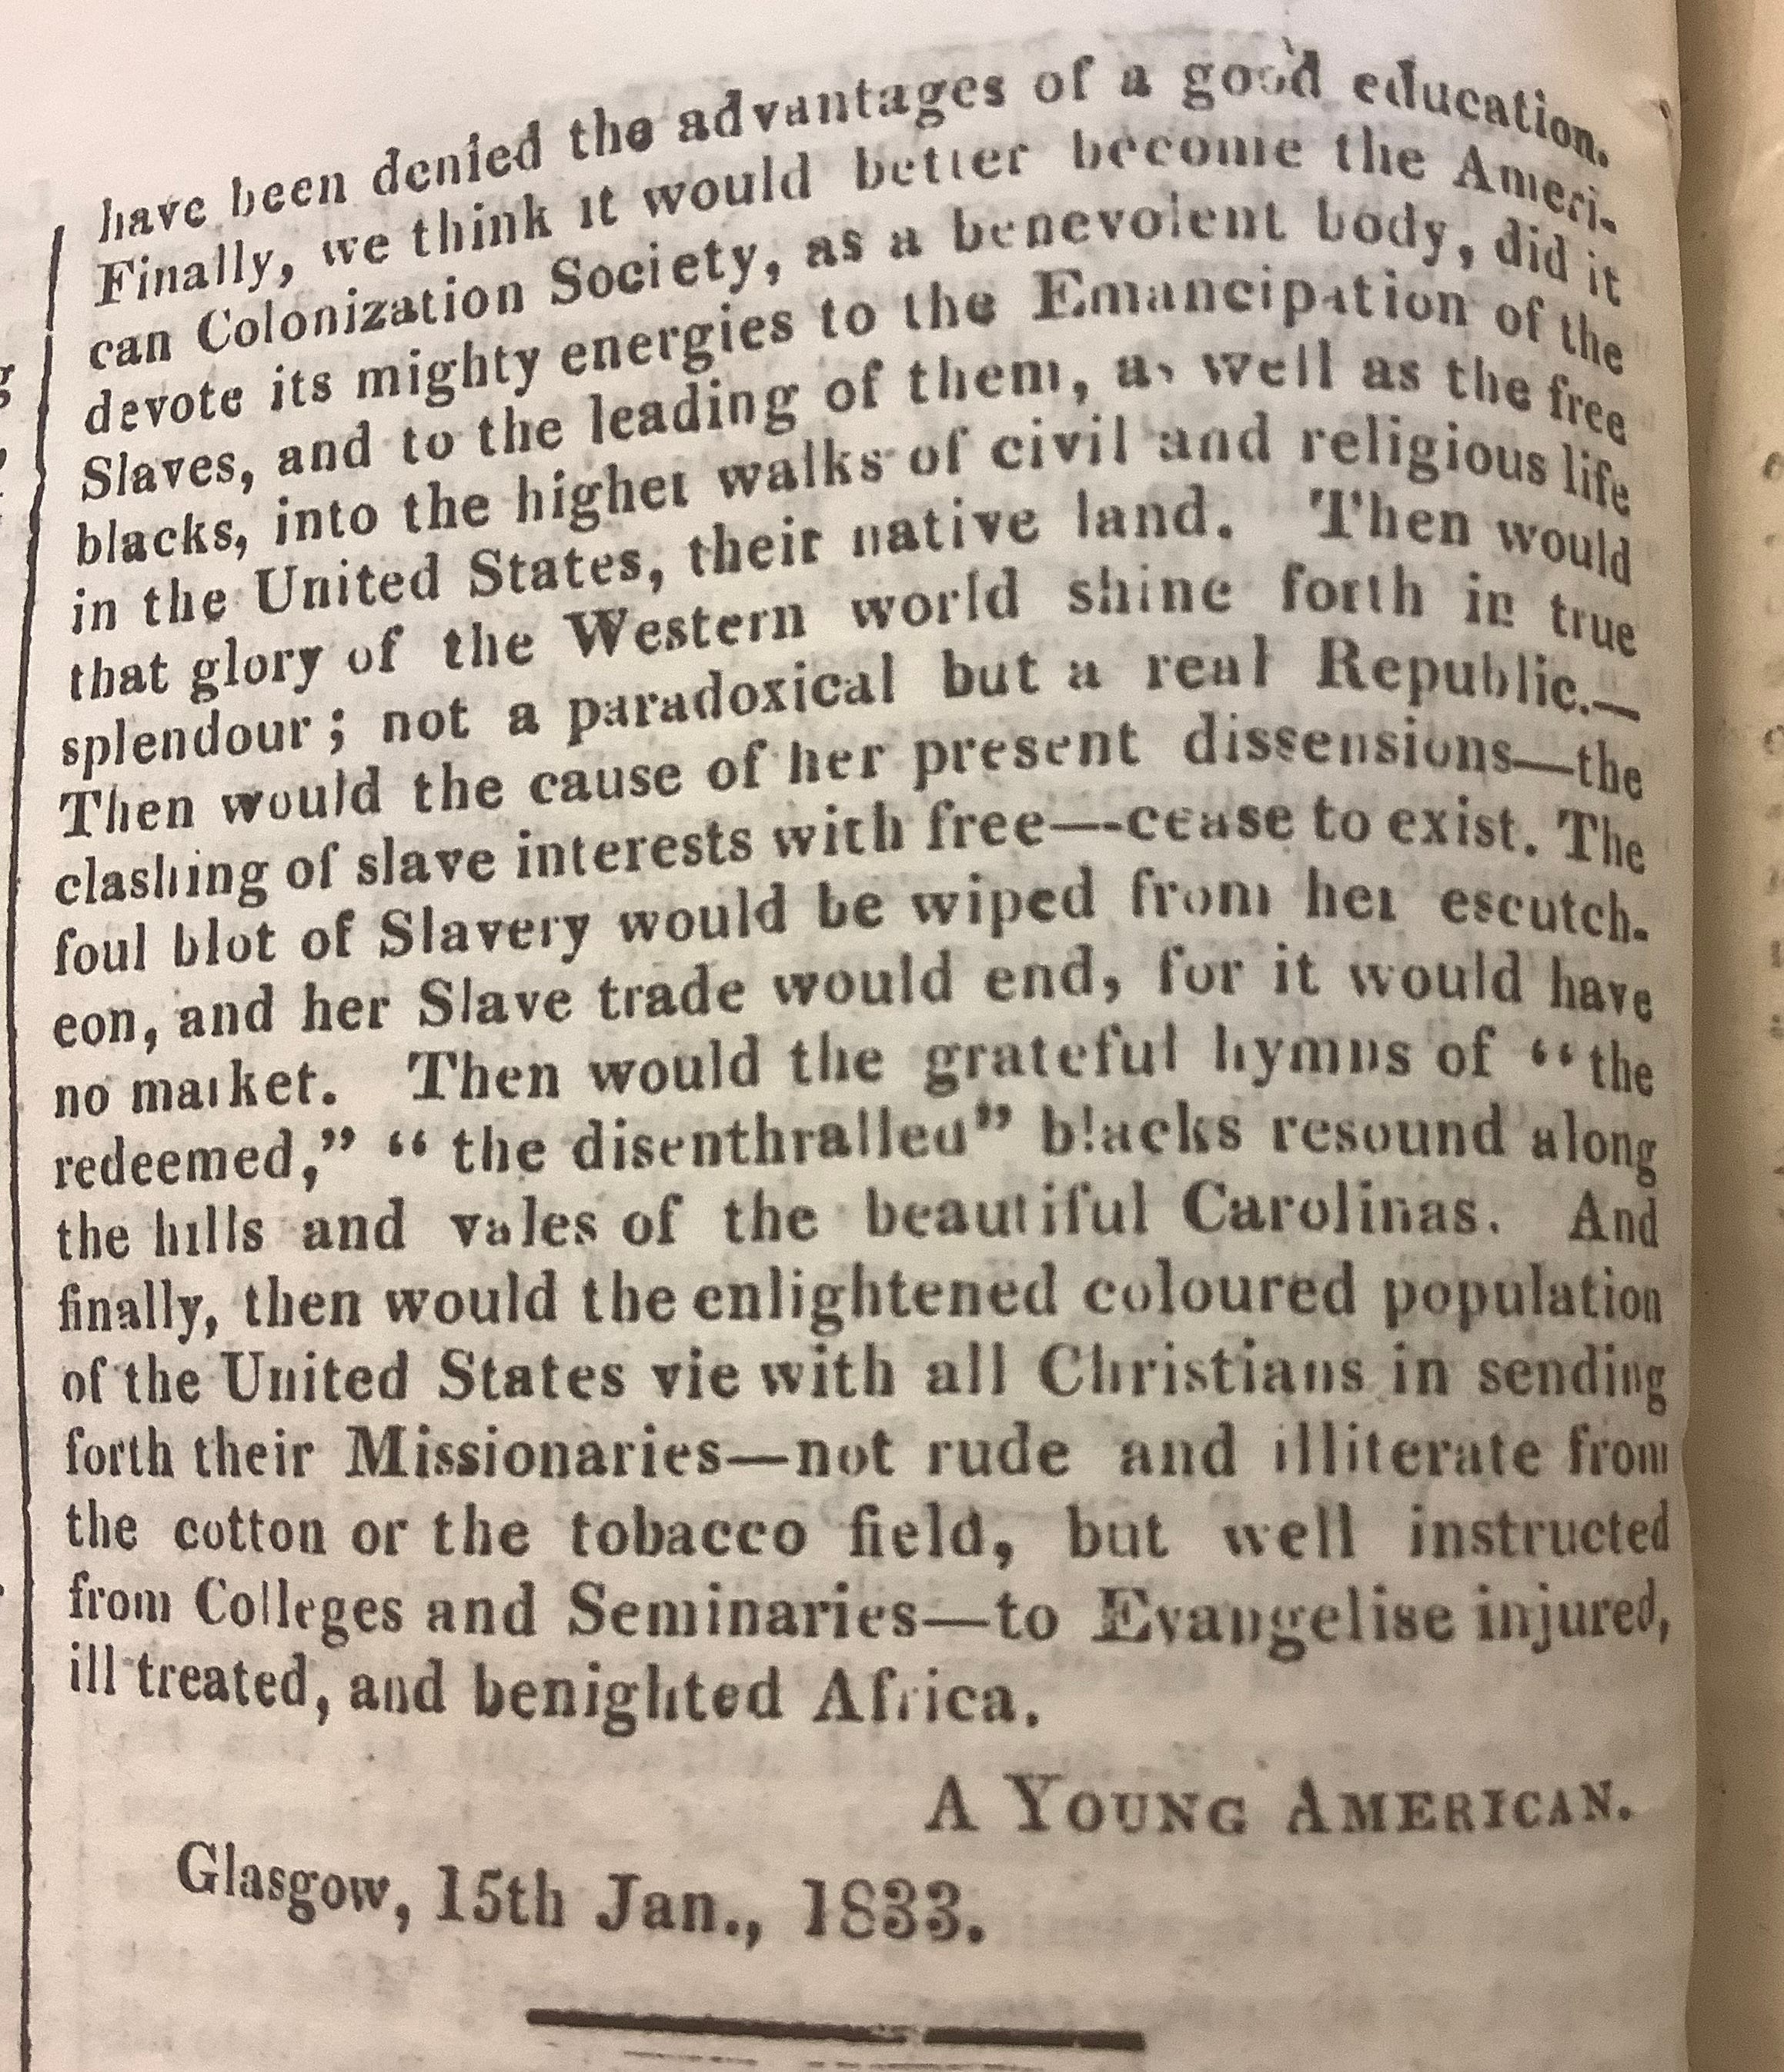 have been denied the advantages of a good education.
Finally, we think it would better become the Ameri-
can Colonization Society, as a benevolent body, did it
devote its mighty energies to the Emancipation of the
Slaves, and to the leading of them, as well as the free
blacks, into the higher walks of civil and religious life
in the United States, their native land. Then would
that glory of the Western world shine forth in true
splendour; not a paradoxical but a real Republic.—
Then would the cause of her present dissensions—the
clashing of slave interests with free—-cease to exist. The
foul blot of Slavery would be wiped from her escutch-
eon, and her Slave trade would end, for it would have
no market. Then would the grateful hymns of “the
redeemed,” “the disenthralled” blacks resound along
the hills and vales of the beautiful Carolinas. And
finally, then would the enlightened coloured population
of the United States vie with all Christians in sending
forth their Missionaries—not rude and illiterate from
the cotton or the tobacco field, but well instructed
from Colleges and Seminaries—to Evangelise injured,
ill treated, and benighted Africa.
A YOUNG AMERICAN.
Glasgow, 15th Jan., 1833.